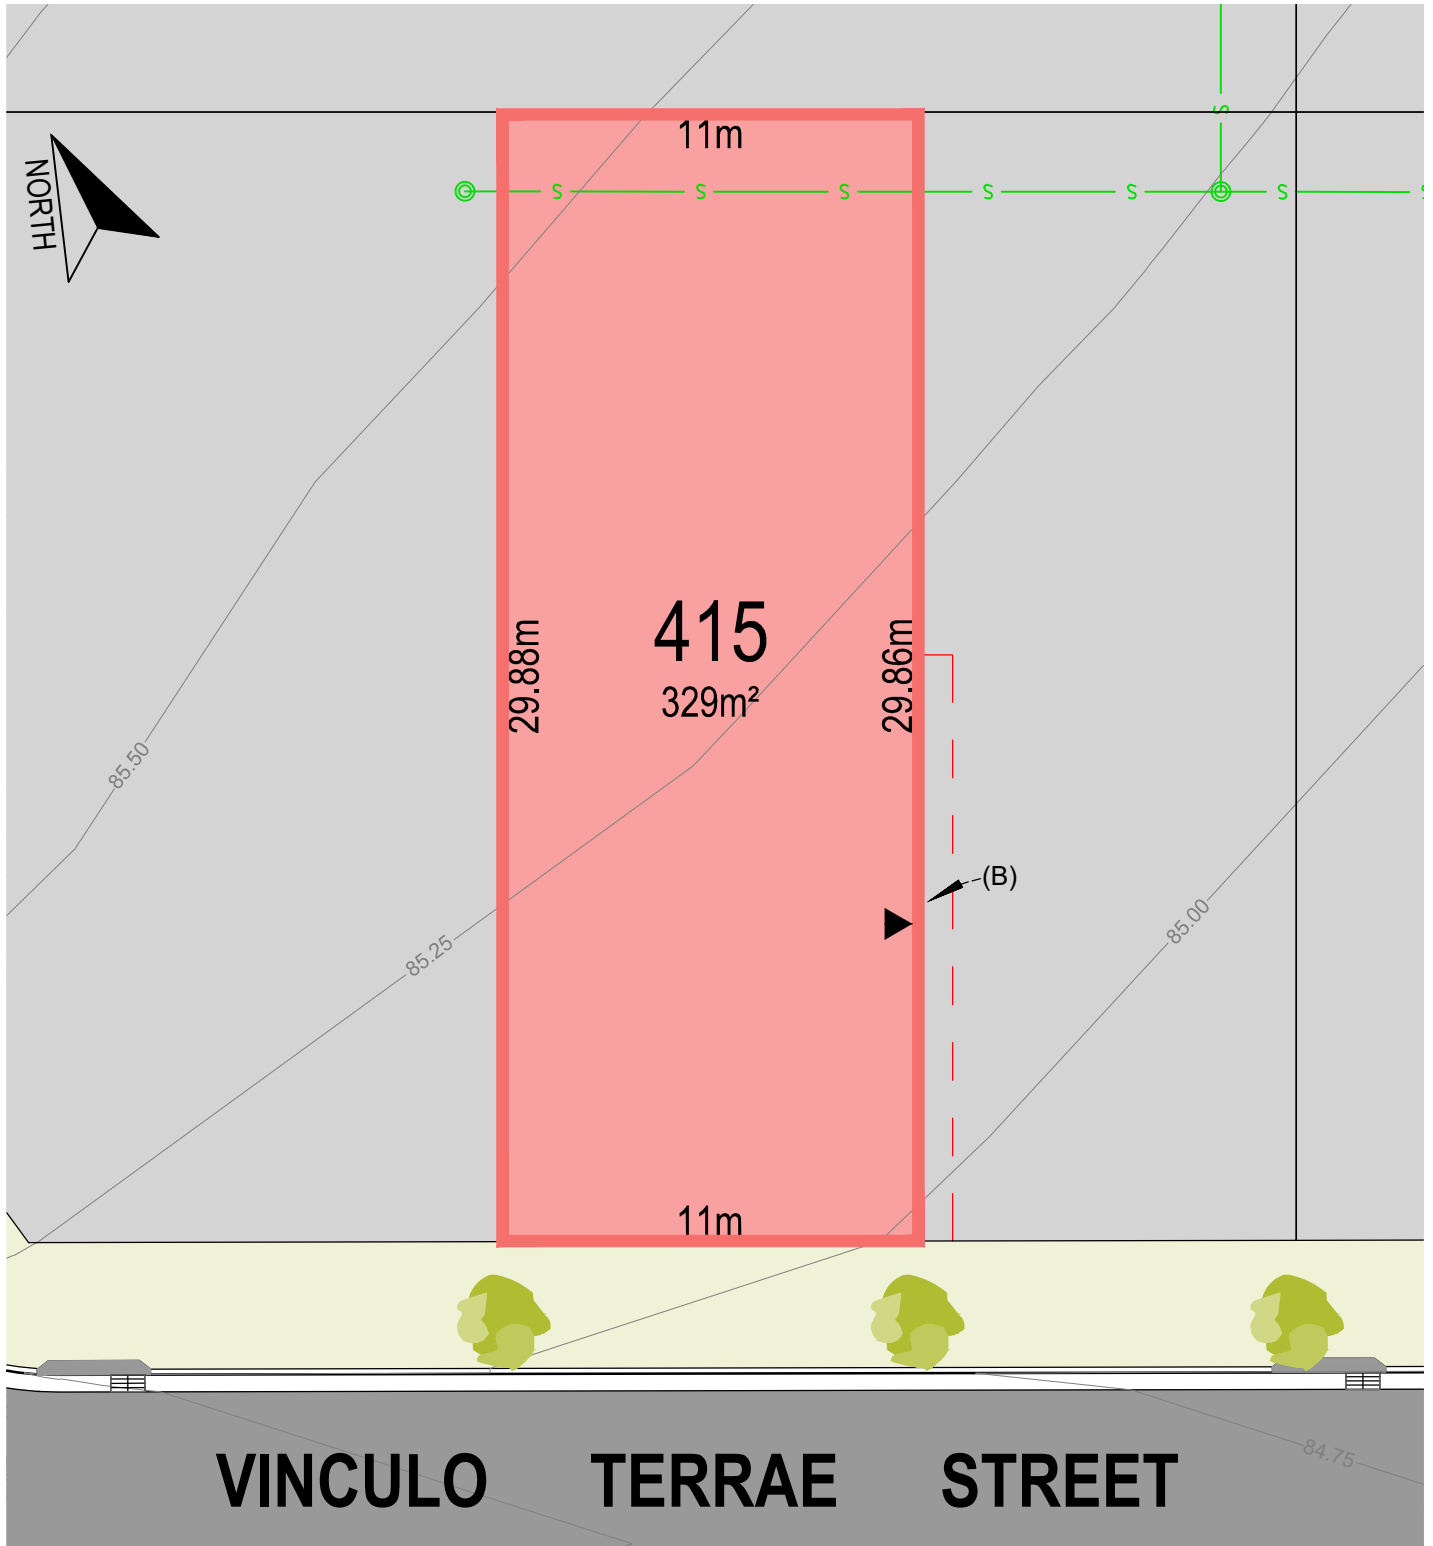 S
11m
NORTH
S S S S S S
415
329m²
29.88m
29.86m
85.50
(B)
85.25
85.00
11m
84.75
VINCULO TERRAE STREET